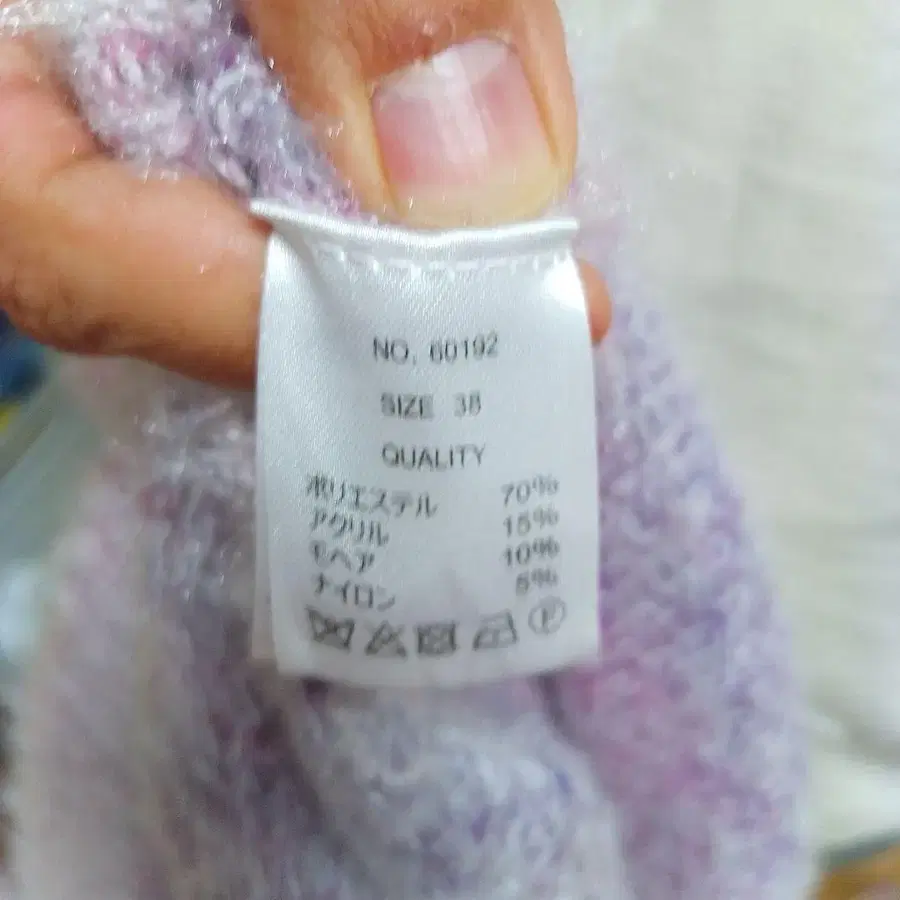 NO. 60192
SIZE 38
QUALITY
ポリエステル 70%
アクリル 15%
モヘア 10%
ナイロン 5%
P